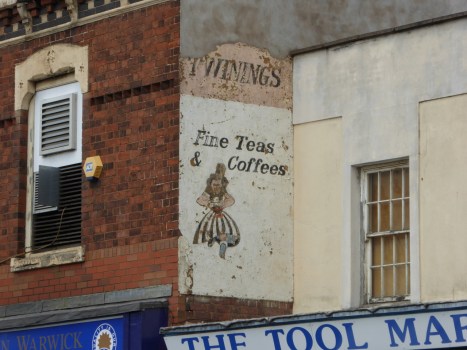 TWININGS
Fine Teas
& Coffees
N WARWICK
THE TOOL MAR